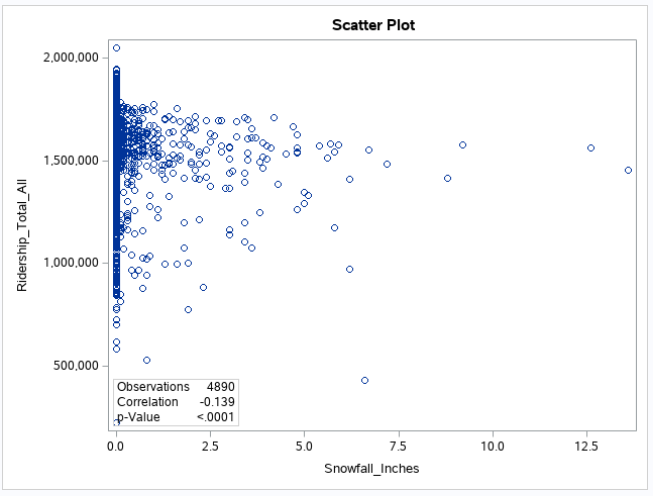 Scatter Plot
2,000,000
1,500,000
1,000,000
500,000
Ridership_Total_All
Observations 4890
Correlation -0.139
p-Value <.0001
0.0 2.5 5.0 7.5 10.0 12.5
Snowfall_Inches